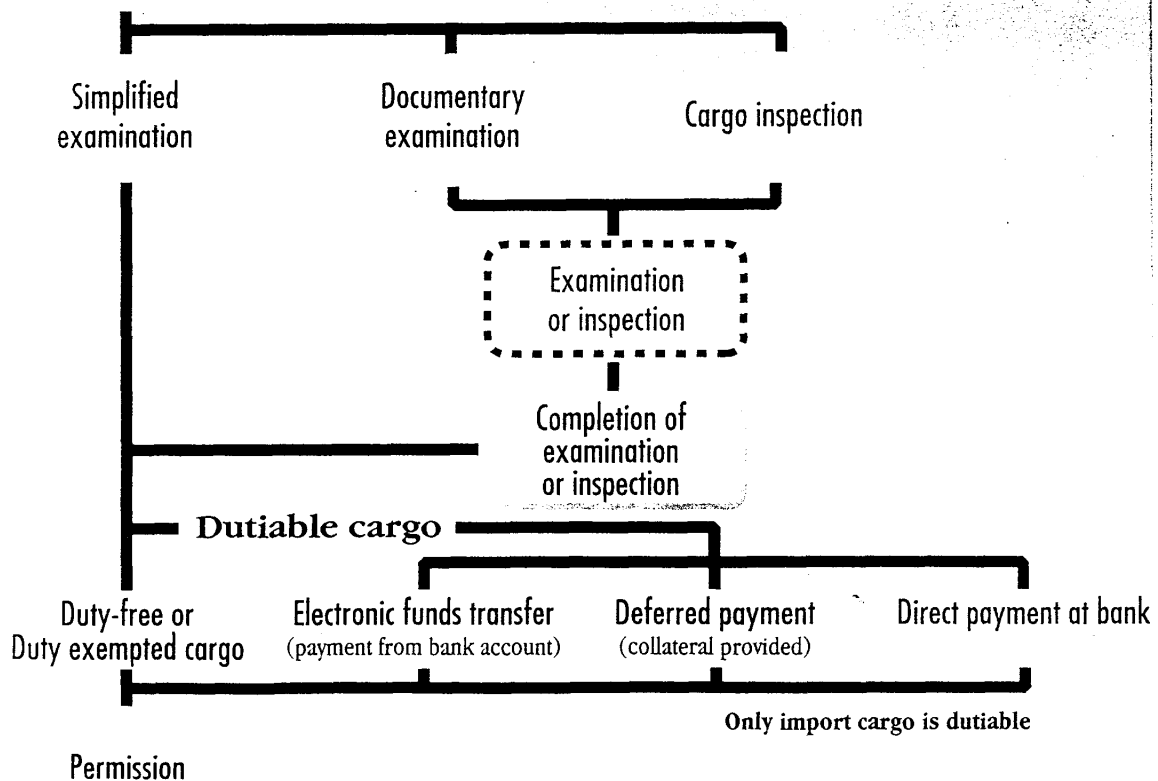 Simplified
examination
Documentary
examination
Cargo inspection
Examination
or inspection
Completion of
examination
or inspection
Dutiable cargo
Duty-free or
Duty exempted cargo
Electronic funds transfer
(payment from bank account)
Deferred payment
(collateral provided)
Direct payment at bank
Only import cargo is dutiable
Permission